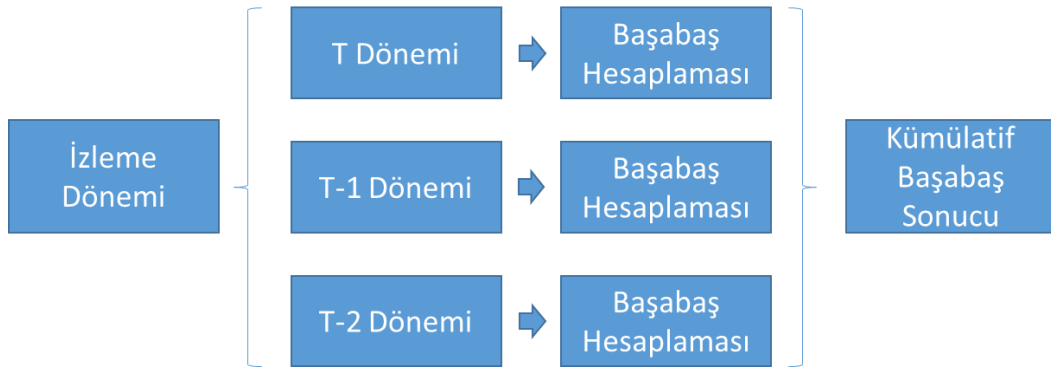 İzleme
Dönemi
T Dönemi
Başabaş
Hesaplaması
T-1 Dönemi
Başabaş
Hesaplaması
T-2 Dönemi
Başabaş
Hesaplaması
Kümülatif
Başabaş
Sonucu